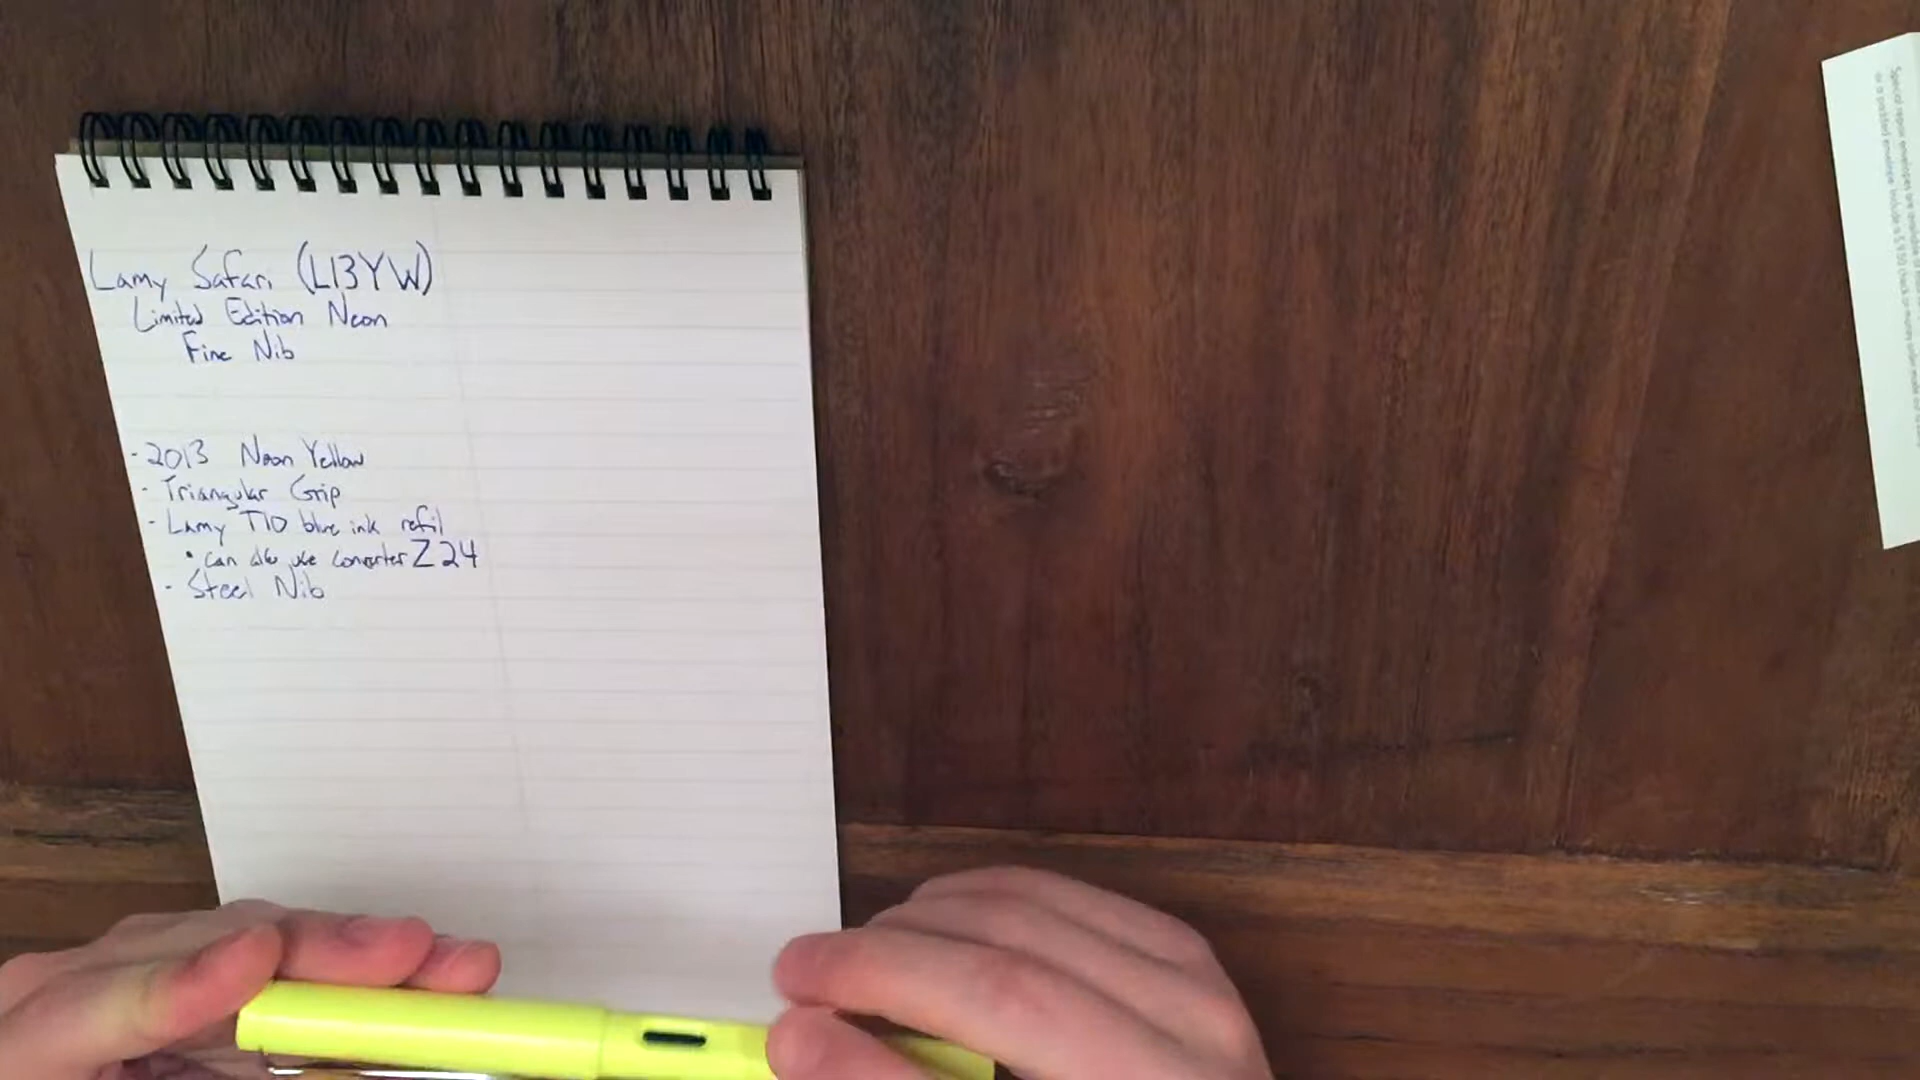 Lamy Safari (L13YW)
Limited Edition Neon
Fine Nib
- 2013 Neon Yellow
- Triangular Grip
- Lamy T10 blue ink refil
• can also use converter Z24
- Steel Nib